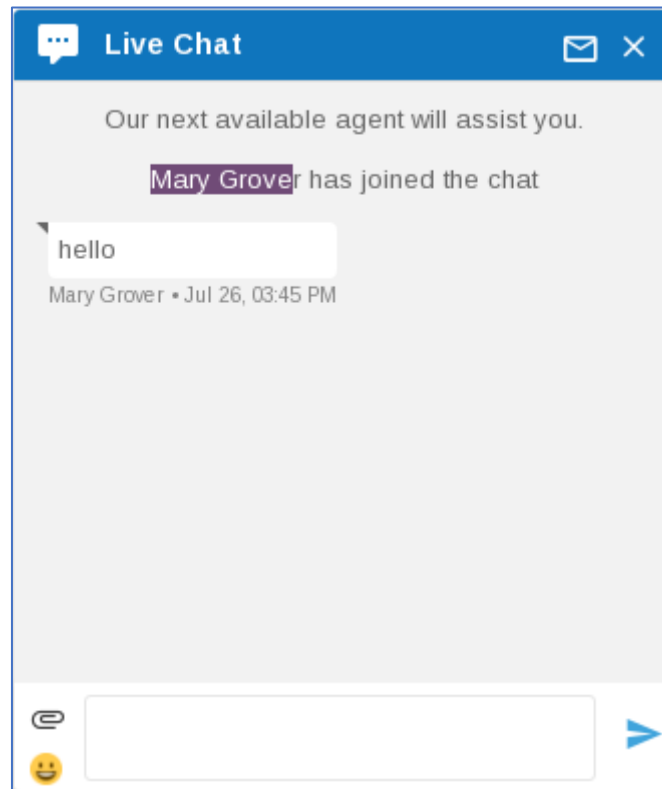 Live Chat
Our next available agent will assist you.
Mary Grover has joined the chat
hello
Mary Grover • Jul 26, 03:45 PM